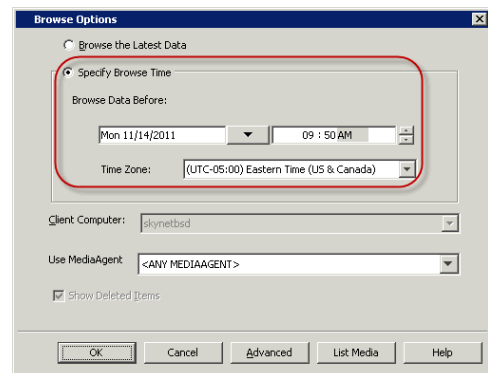 Browse Options
Browse the Latest Data
Specify Browse Time
Browse Data Before:
Mon 11/14/2011 09 : 50 AM
Time Zone: (UTC-05:00) Eastern Time (US & Canada)
Client Computer: skynetbsd
Use MediaAgent <ANY MEDIAAGENT>
Show Deleted Items
OK Cancel Advanced List Media Help